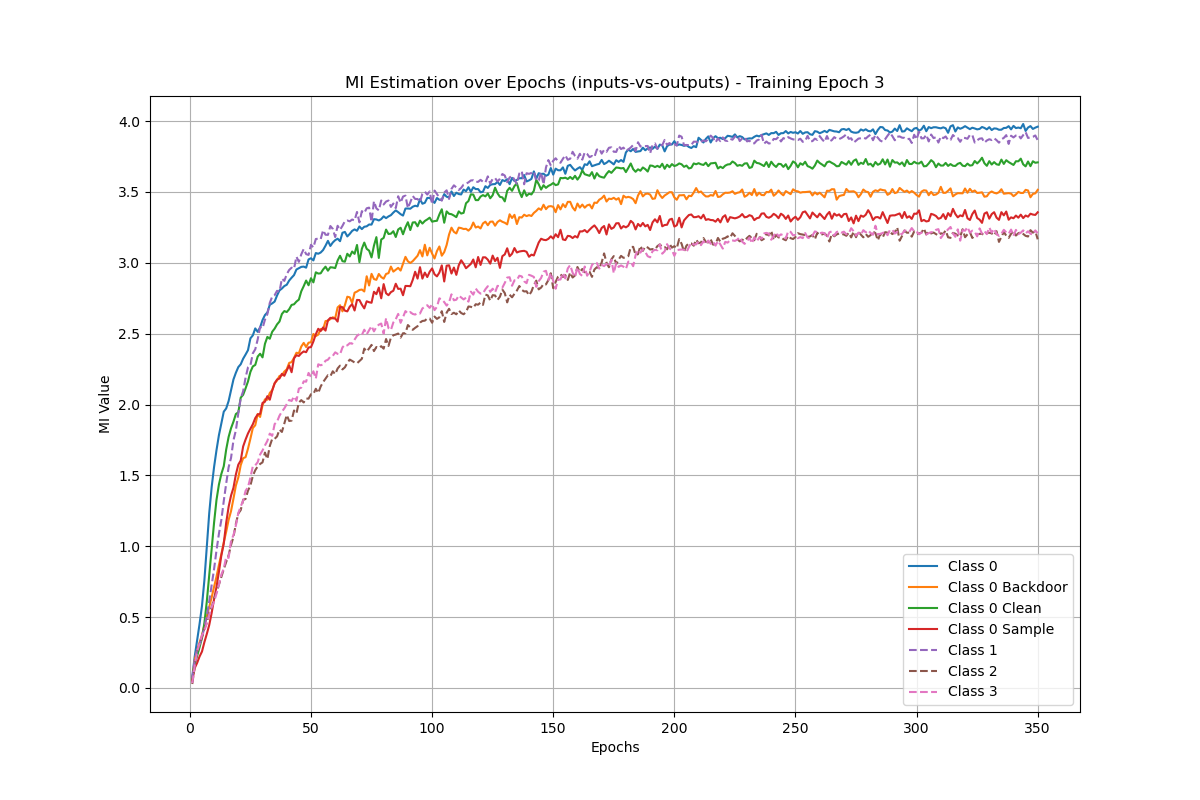 MI Estimation over Epochs (inputs-vs-outputs) - Training Epoch 3
MI Value
4.0
3.5
3.0
2.5
2.0
1.5
1.0
0.5
0.0
0 50 100 150 200 250 300 350
Epochs
Class 0
Class 0 Backdoor
Class 0 Clean
Class 0 Sample
Class 1
Class 2
Class 3